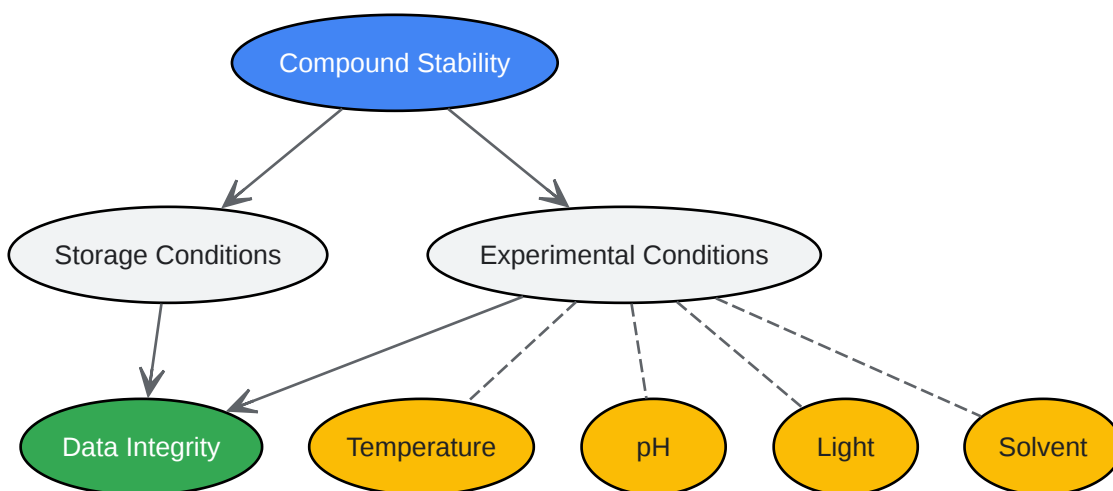 Compound Stability
Storage Conditions
Experimental Conditions
Data Integrity
Temperature
pH
Light
Solvent